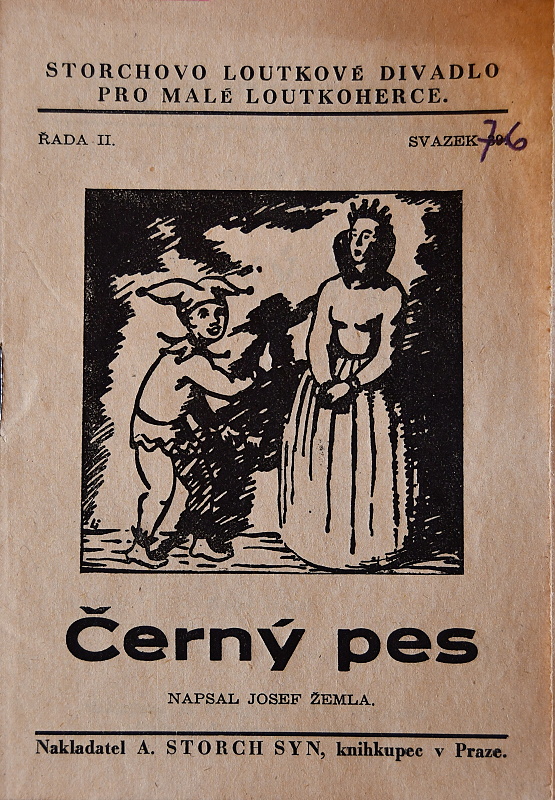 STORCHOVO LOUTKOVÉ DIVADLO
PRO MALÉ LOUTKOHERCE.
ŘADA II.
SVAZEK 76
Černý pes
NAPSAL JOSEF ŽEMLA.
Nakladatel A. STORCH SYN, knihkupec v Praze.